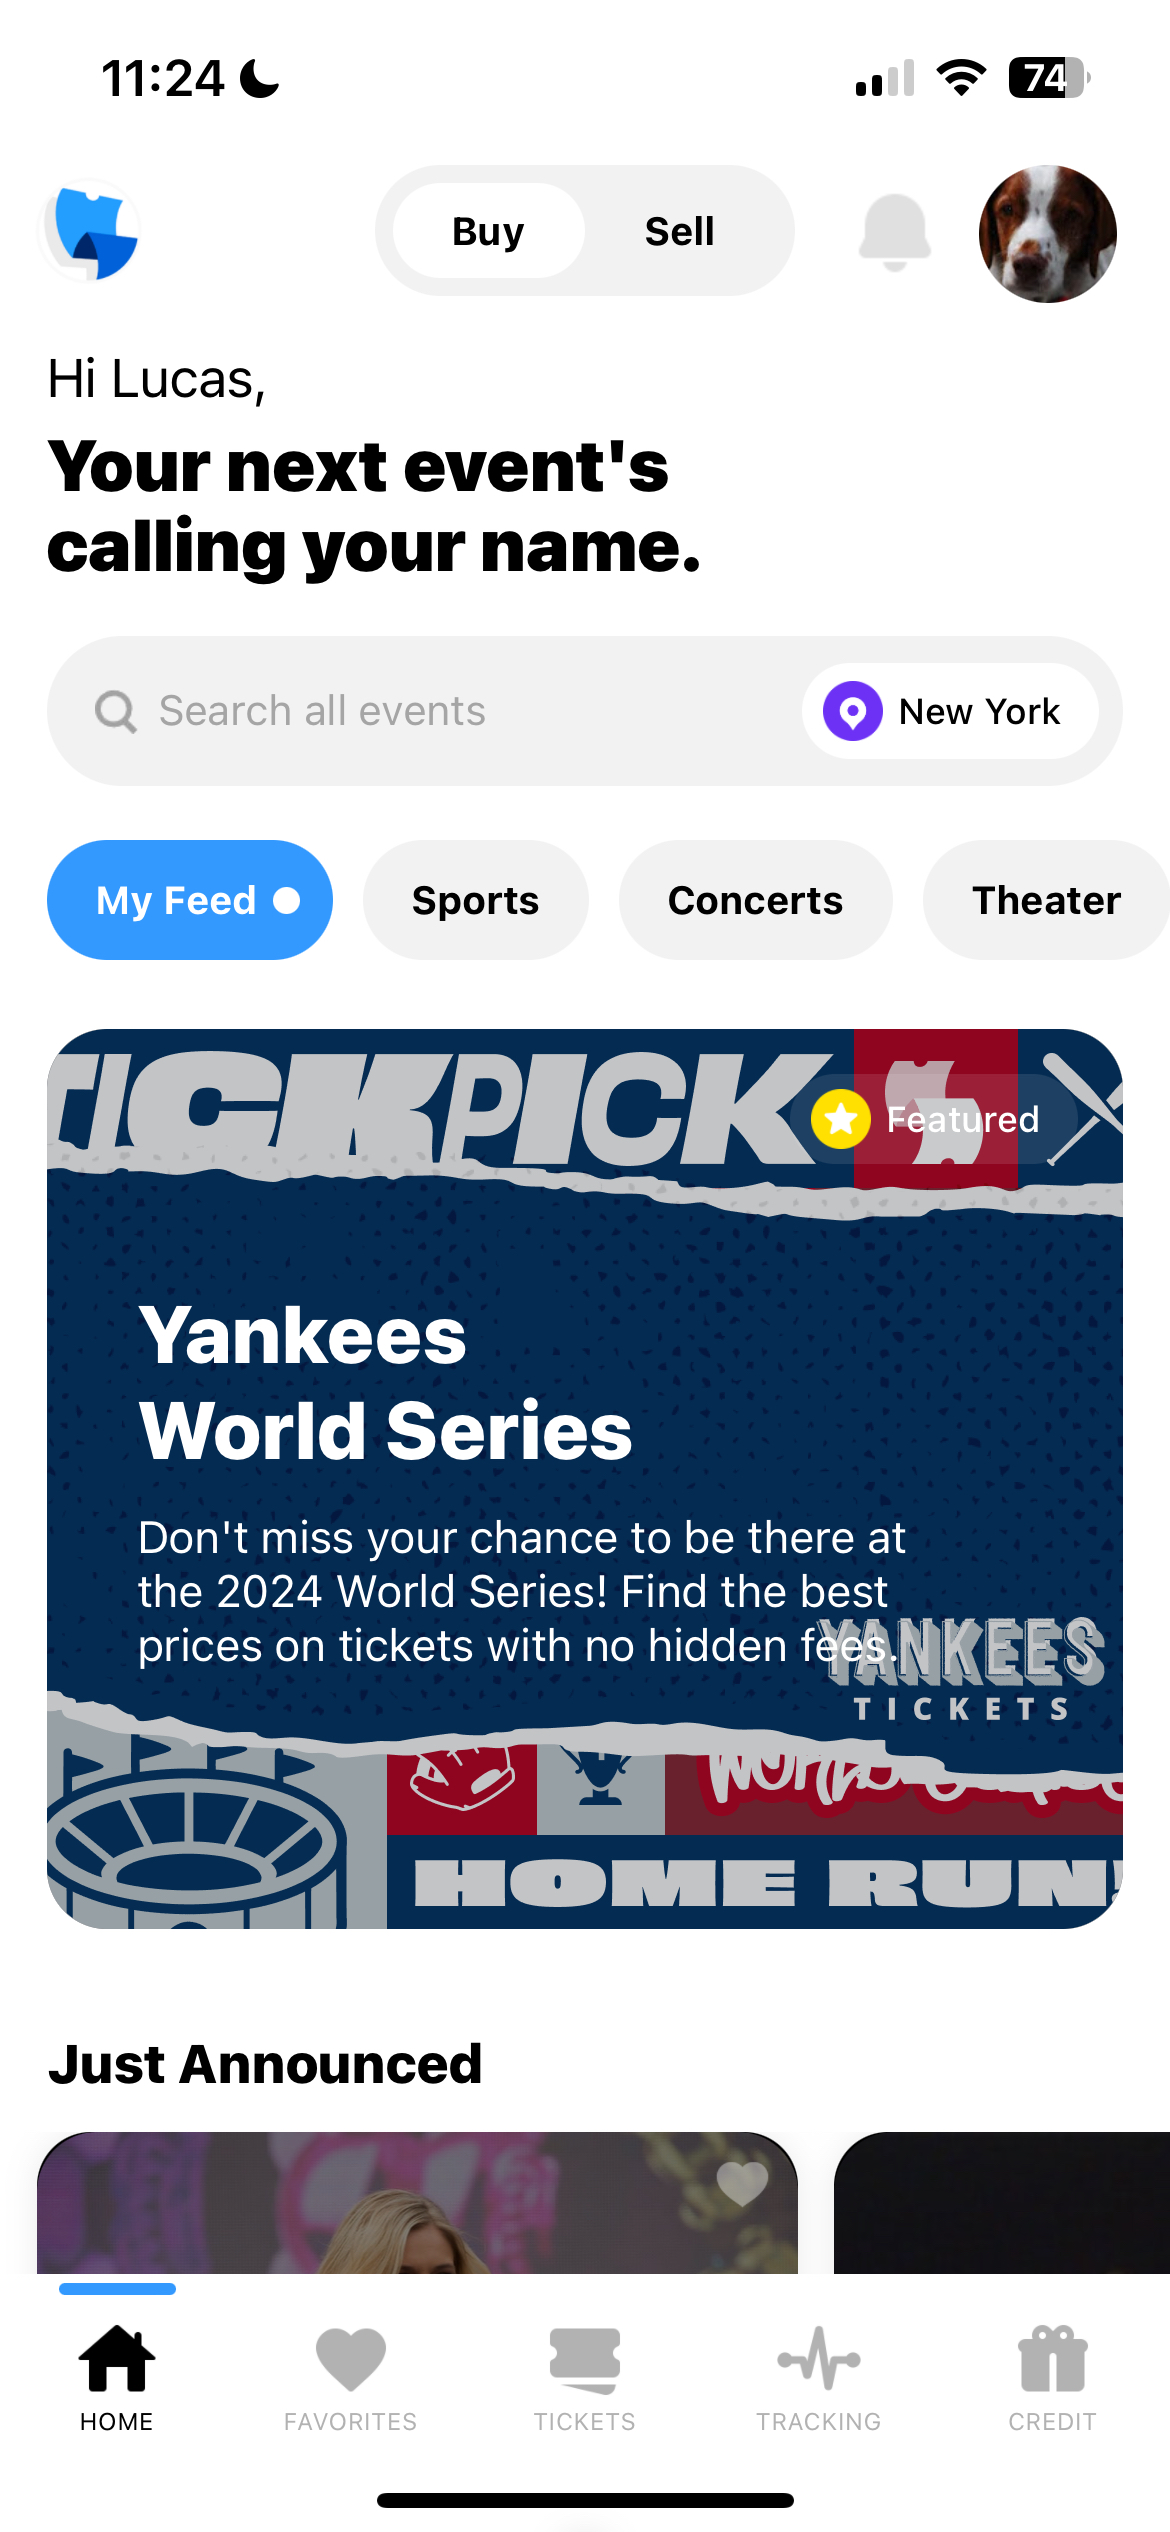 11:24
74
Buy
Sell
Hi Lucas,
Your next event's
calling your name.
Search all events
New York
My Feed
Sports
Concerts
Theater
TICKPICK
Featured
Yankees
World Series
Don't miss your chance to be there at
the 2024 World Series! Find the best
prices on tickets with no hidden fees.
YANKEES
TICKETS
HOME RUN!
Just Announced
HOME
FAVORITES
TICKETS
TRACKING
CREDIT